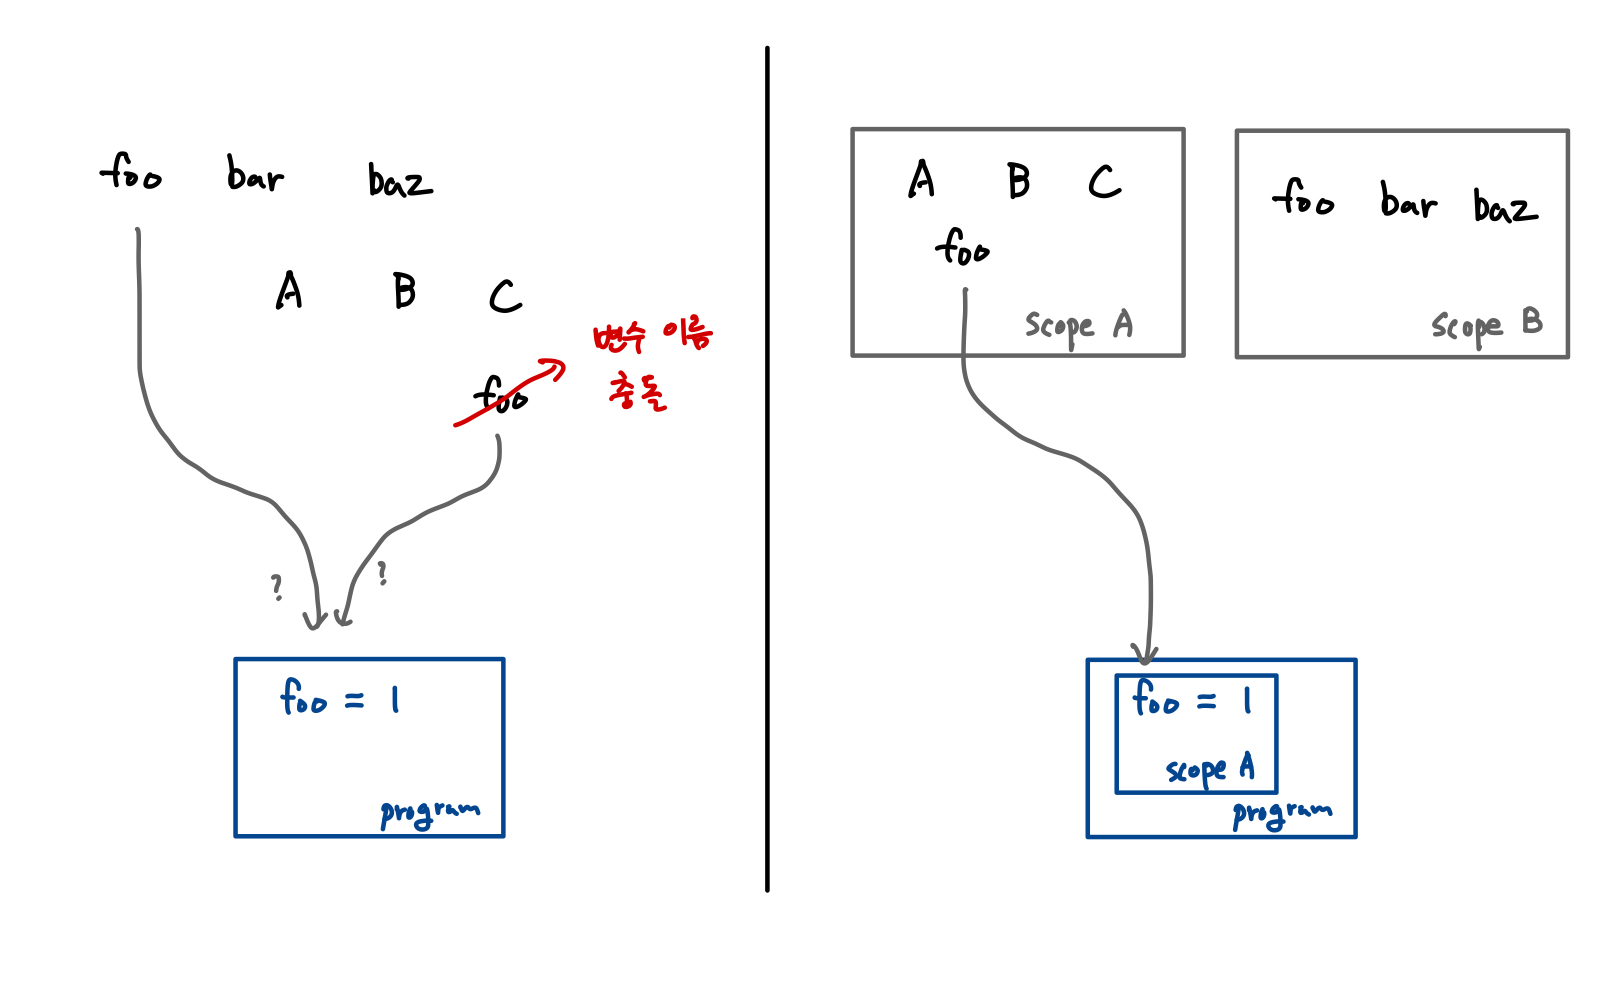 foo bar baz
A B C
변수 이름
충돌
foo
? ?
foo = 1
program
A B C
foo
scope A
foo bar baz
scope B
foo = 1
scope A
program